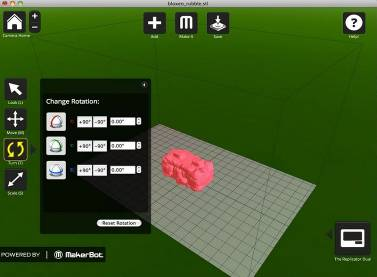 bloxen_rubble.stl
Camera Home
+
-
Add
M
Make it
Save
?
Help!
Look (L)
Move (M)
Turn (T)
Scale (S)
Change Rotation:
+90° -90° 0.00°
+90° -90° 0.00°
+90° -90° 0.00°
Reset Rotation
POWERED BY MakerBot
The Replicator Dual